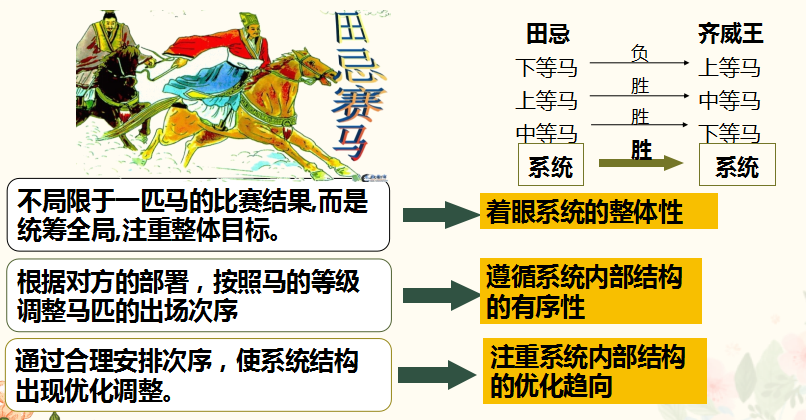 田忌赛马
田忌 齐威王
下等马 负 上等马
上等马 胜 中等马
中等马 胜 下等马
系统 胜 系统
不局限于一匹马的比赛结果,而是
统筹全局,注重整体目标。
着眼系统的整体性
根据对方的部署，按照马的等级
调整马匹的出场次序
遵循系统内部结构
的有序性
通过合理安排次序，使系统结构
出现优化调整。
注重系统内部结构
的优化趋向